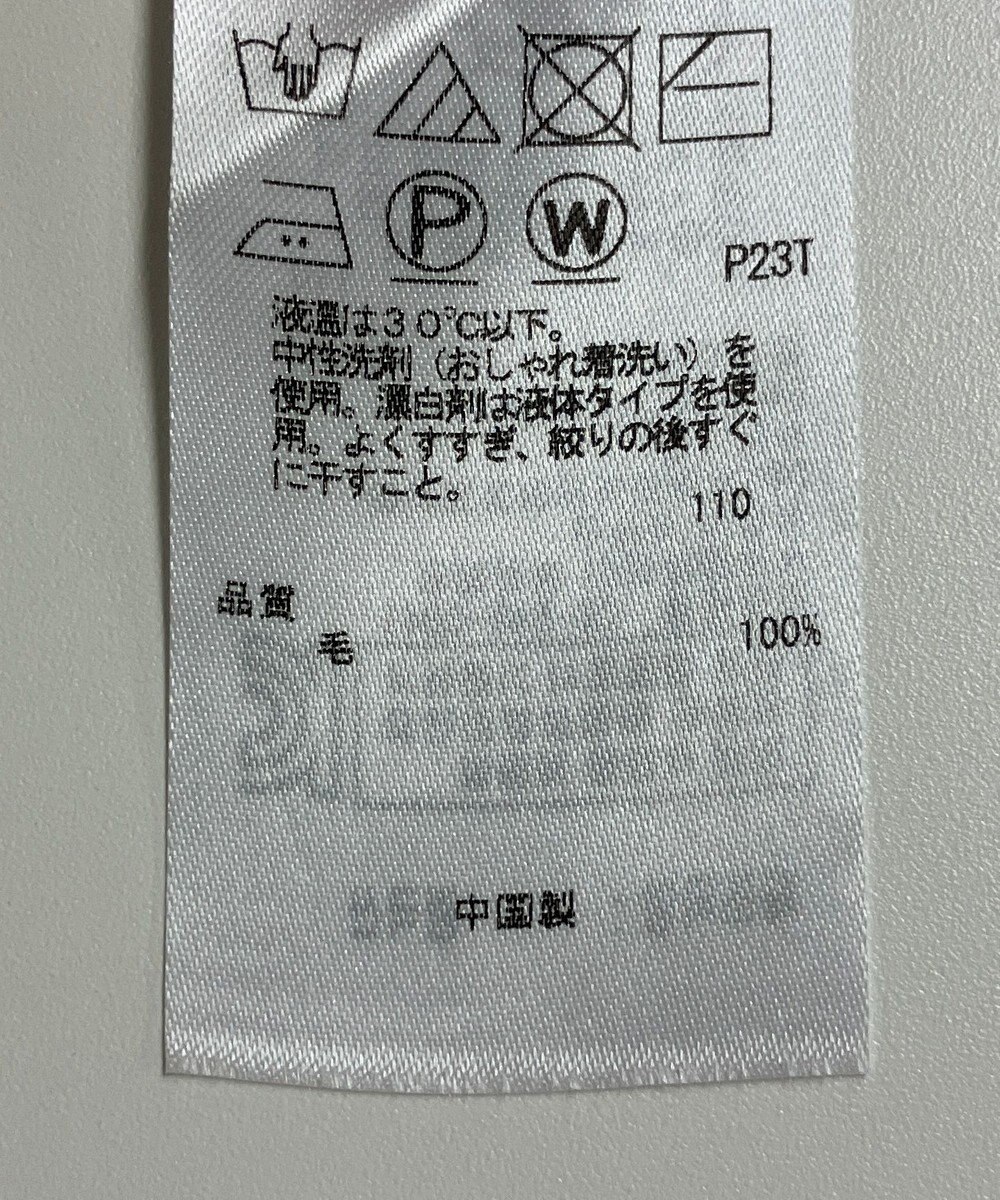 P
W
P23T
液温は30℃以下。
中性洗剤(おしゃれ着洗い)を
使用。漂白剤は液体タイプを使
用。よくすすぎ、絞りの後すぐ
に干すこと。
110
品質
毛 100%
中国製